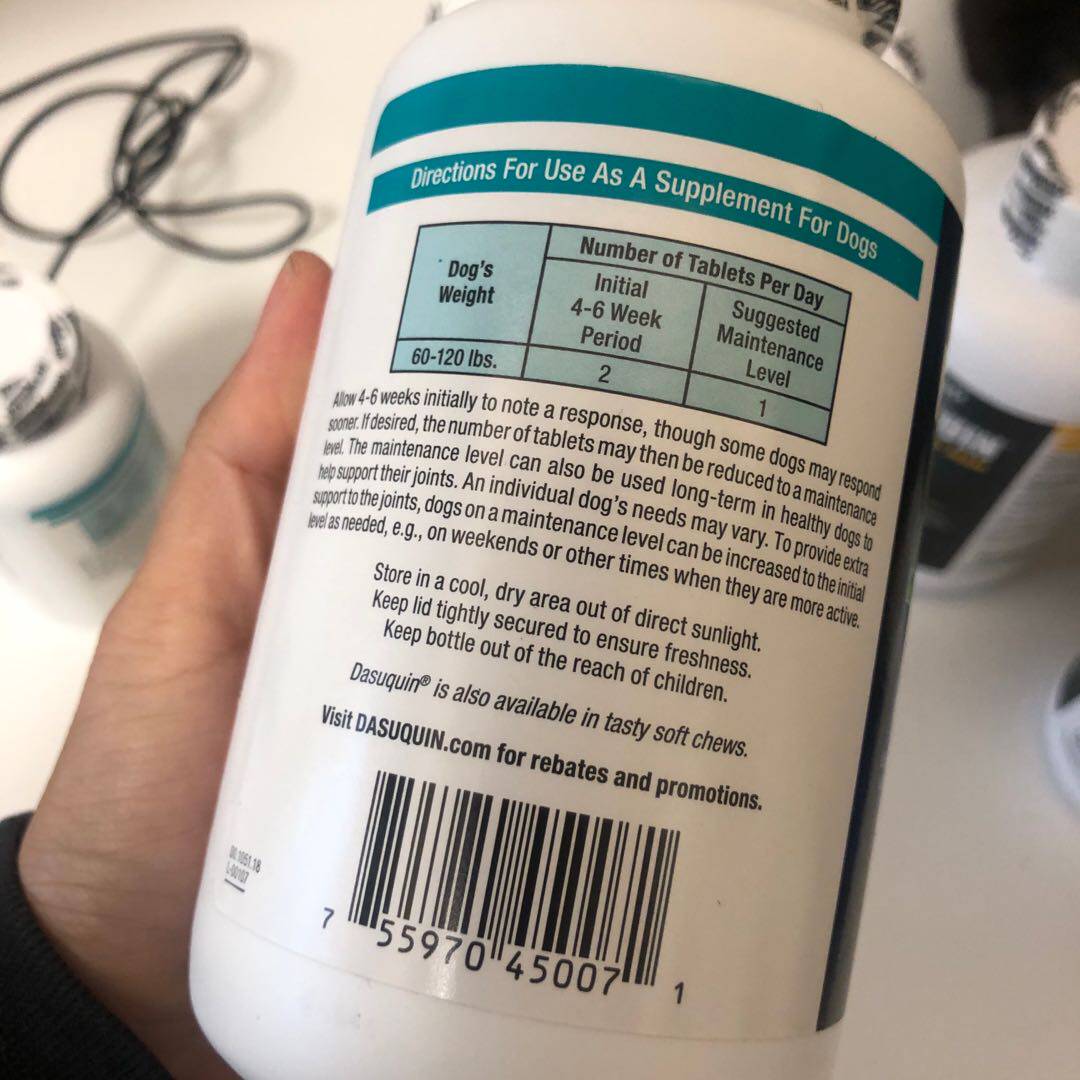 Directions For Use As A Supplement For Dogs
Dog's
Weight
Number of Tablets Per Day
Initial
4-6 Week
Period
Suggested
Maintenance
Level
60-120 lbs.
2
1
Allow 4-6 weeks initially to note a response, though some dogs may respond
sooner. If desired, the number of tablets may then be reduced to a maintenance
level. The maintenance level can also be used long-term in healthy dogs to
help support their joints. An individual dog's needs may vary. To provide extra
support to the joints, dogs on a maintenance level can be increased to the initial
level as needed, e.g., on weekends or other times when they are more active.
Store in a cool, dry area out of direct sunlight.
Keep lid tightly secured to ensure freshness.
Keep bottle out of the reach of children.
Dasuquin® is also available in tasty soft chews.
Visit DASUQUIN.com for rebates and promotions.
00.1051.18
L-00107
7 55970 45007 1